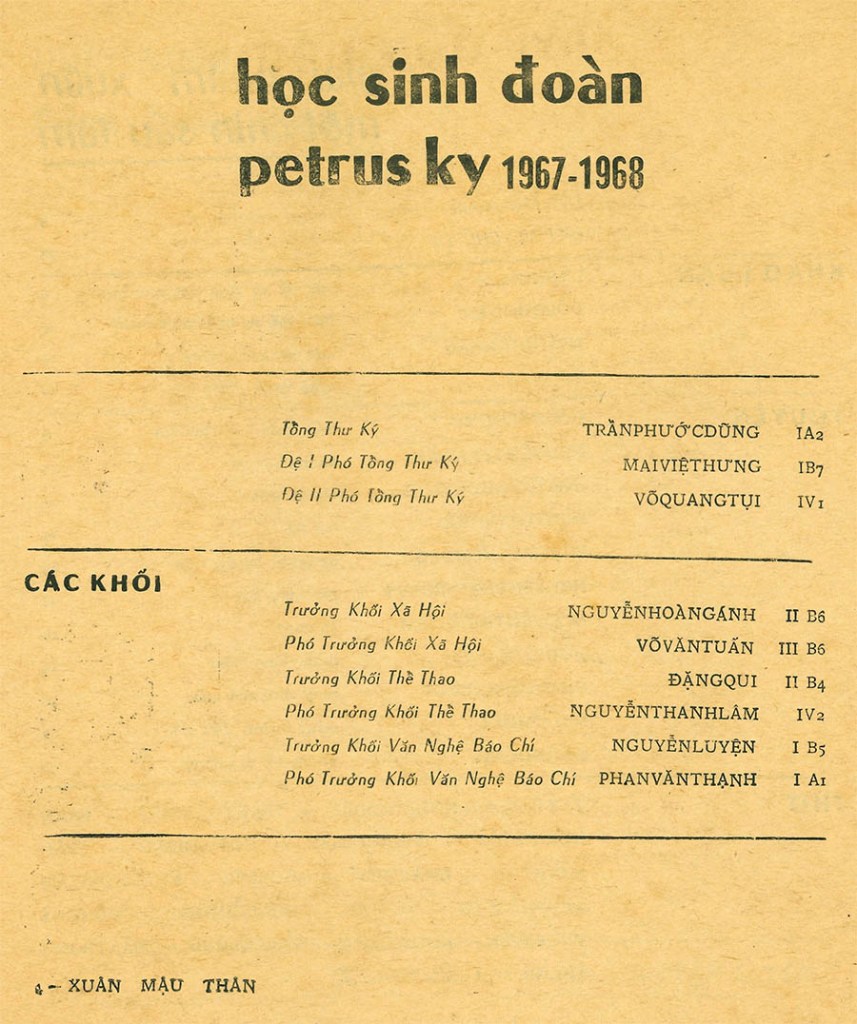 học sinh đoàn
petrus ky 1967-1968
Tổng Thư Ký TRẦNPHƯỚCDŨNG IA2
Đệ I Phó Tổng Thư Ký MAIVIỆTHƯNG IB7
Đệ II Phó Tổng Thư Ký VÕQUANGTỤI IV1
CÁC KHỐI
Trưởng Khối Xã Hội NGUYỄNHOÀNGÁNH II B6
Phó Trưởng Khối Xã Hội VÕVĂNTUẤN III B6
Trưởng Khối Thể Thao ĐẶNGQUI II B4
Phó Trưởng Khối Thể Thao NGUYỄNTHANHLÂM IV2
Trưởng Khối Văn Nghệ Báo Chí NGUYỄNLUYỆN I B5
Phó Trưởng Khối Văn Nghệ Báo Chí PHANVĂNTHẠNH I A1
4 — XUÂN MẬU THÂN